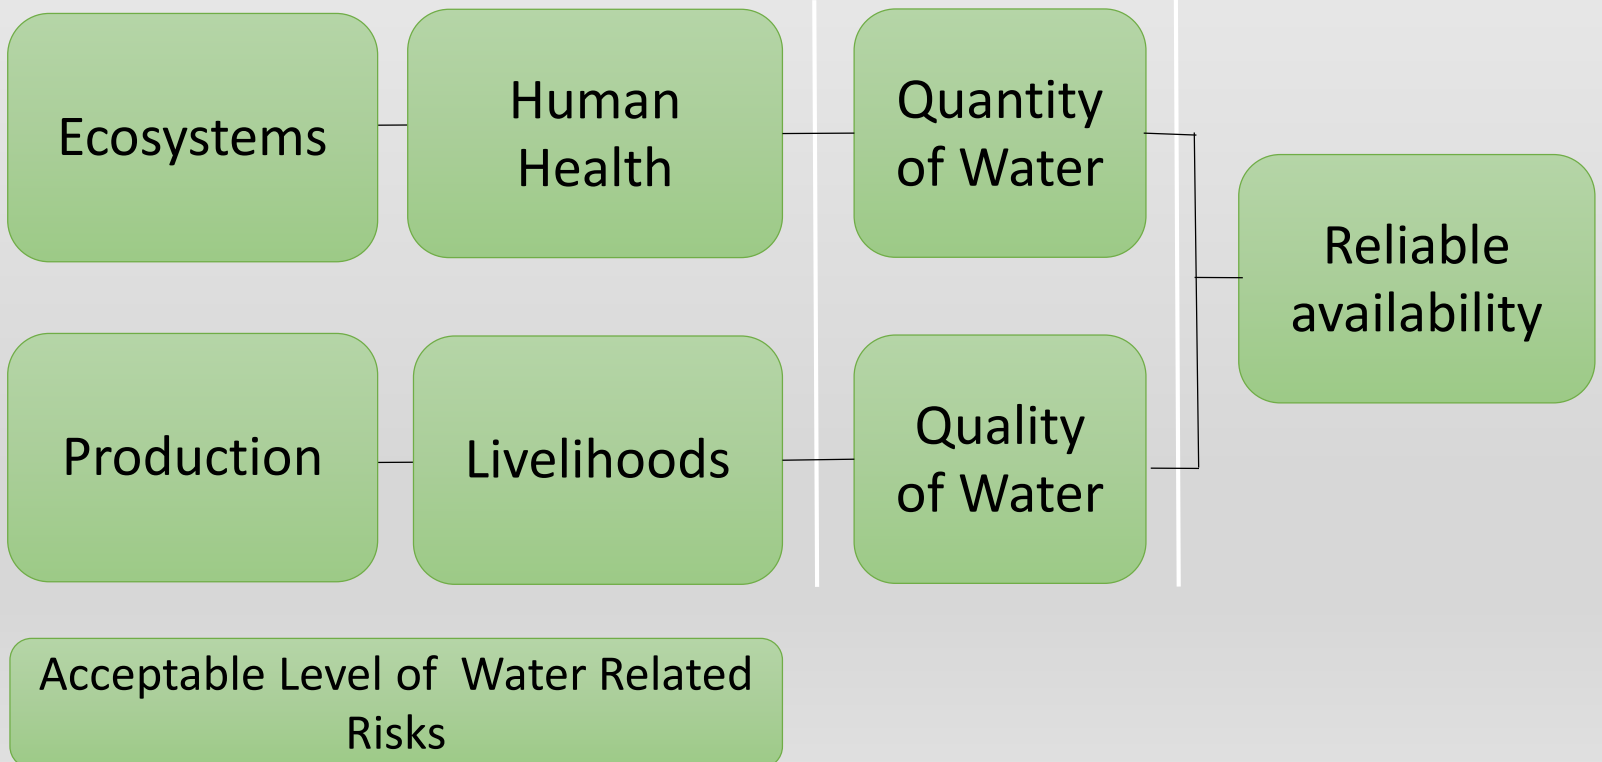 Ecosystems
Human
Health
Quantity
of Water
Reliable
availability
Production
Livelihoods
Quality
of Water
Acceptable Level of  Water Related
Risks